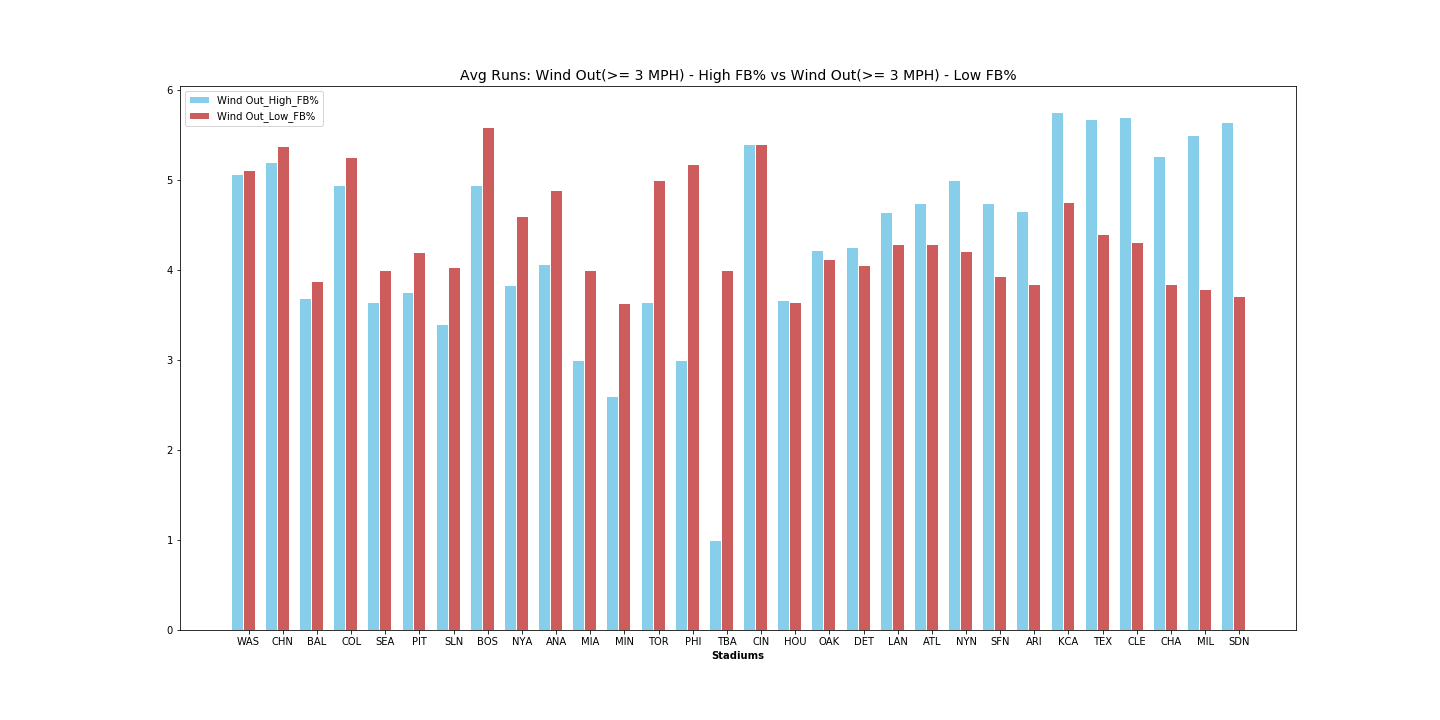 Avg Runs: Wind Out(>= 3 MPH) - High FB% vs Wind Out(>= 3 MPH) - Low FB%
Wind Out_High_FB%
Wind Out_Low_FB%
6
5
4
3
2
1
0
WAS CHN BAL COL SEA PIT SLN BOS NYA ANA MIA MIN TOR PHI TBA CIN HOU OAK DET LAN ATL NYN SFN ARI KCA TEX CLE CHA MIL SDN
Stadiums